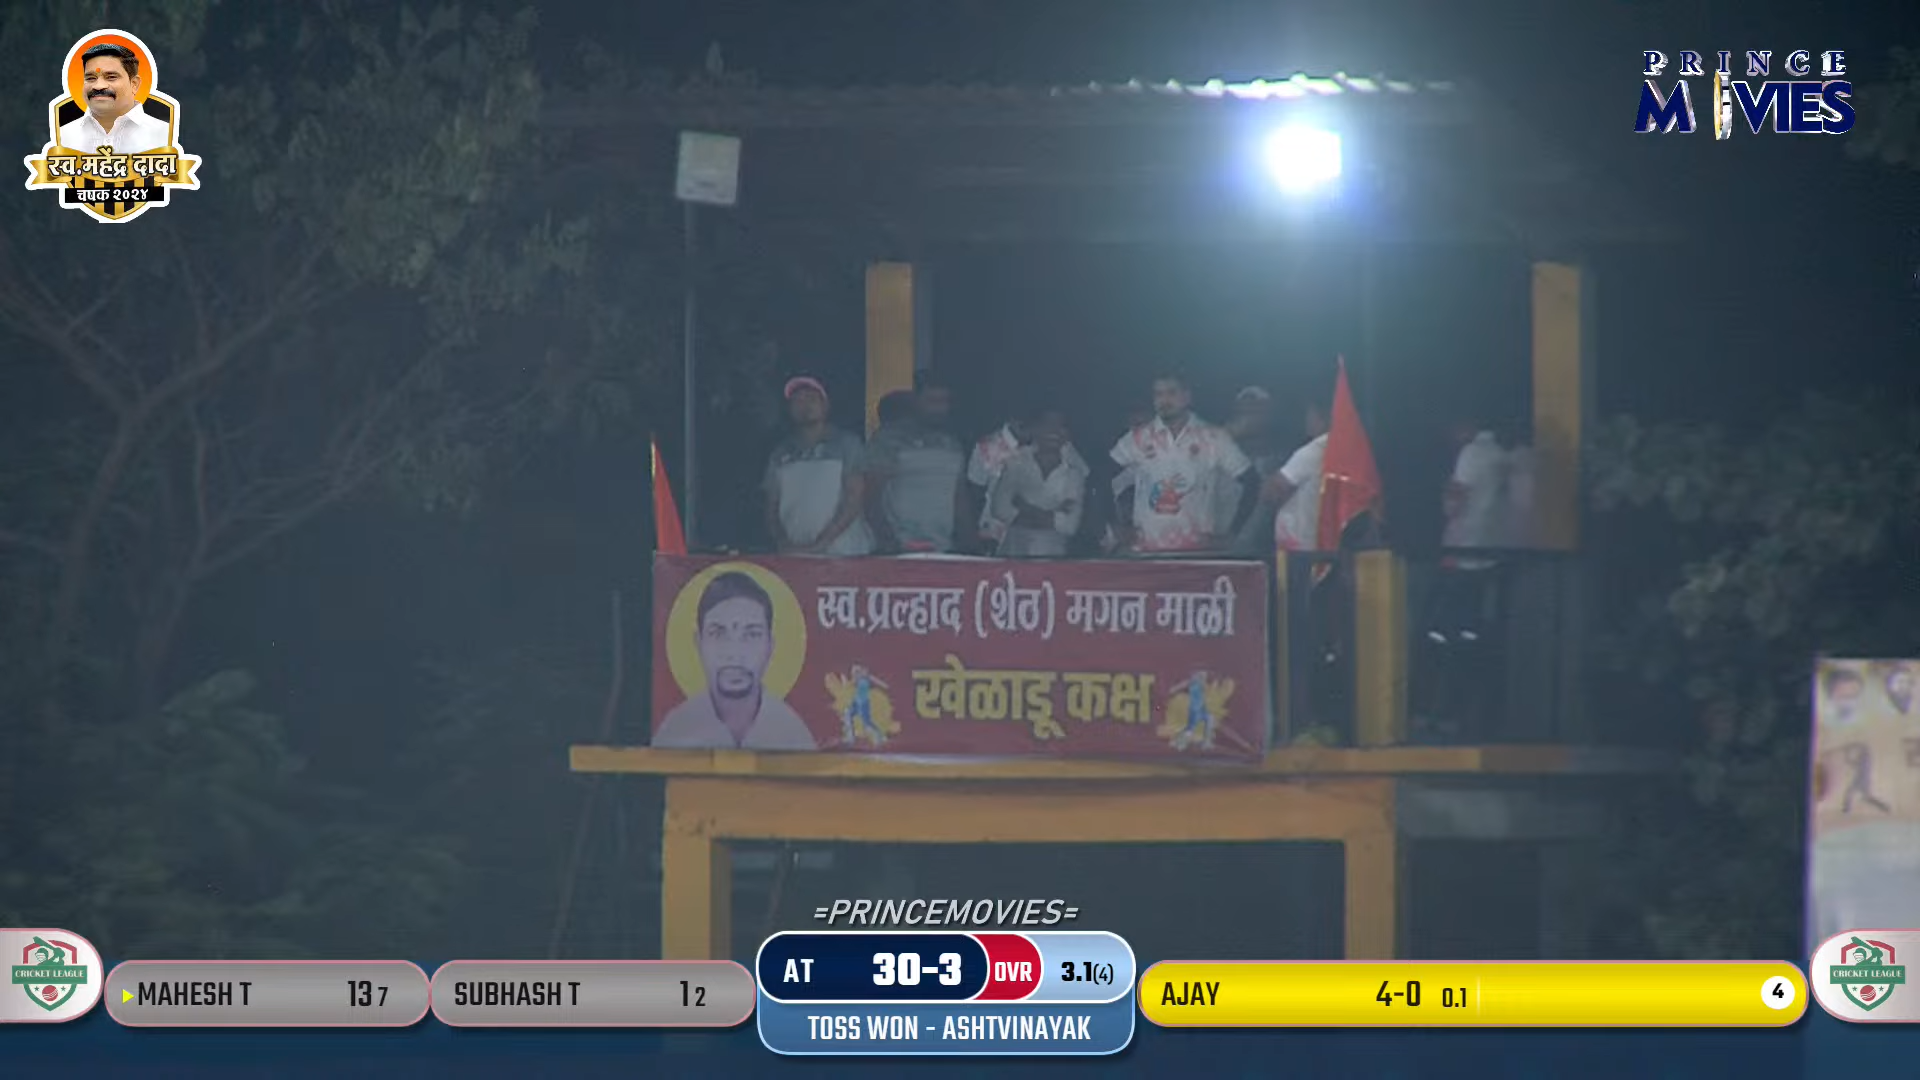 स्व.महेंद्र दादा
चषक २०२४
PRINCE
MOVIES
स्व.प्रल्हाद (शेठ) मगन माळी
खेळाडू कक्ष
=PRINCEMOVIES=
CRICKET LEAGUE
MAHESH T 13 7
SUBHASH T 1 2
AT 30-3 OVR 3.1(4)
TOSS WON - ASHTVINAYAK
AJAY 4-0 0.1 4
CRICKET LEAGUE